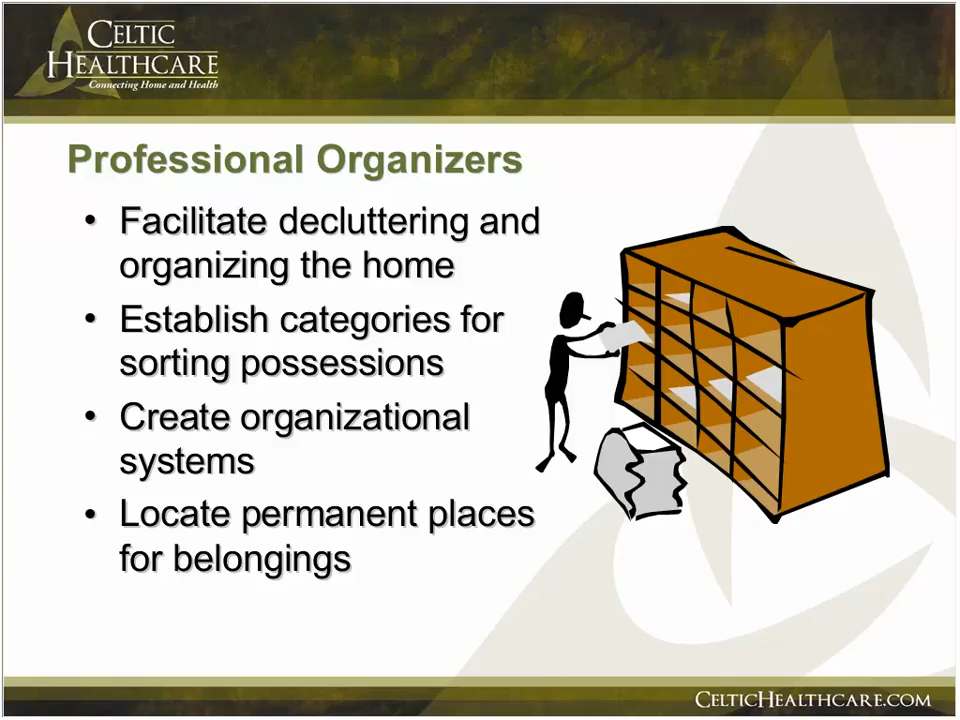 CELTIC
HEALTHCARE
Connecting Home and Health
Professional Organizers
• Facilitate decluttering and
organizing the home
• Establish categories for
sorting possessions
• Create organizational
systems
• Locate permanent places
for belongings
CELTICHEALTHCARE.COM